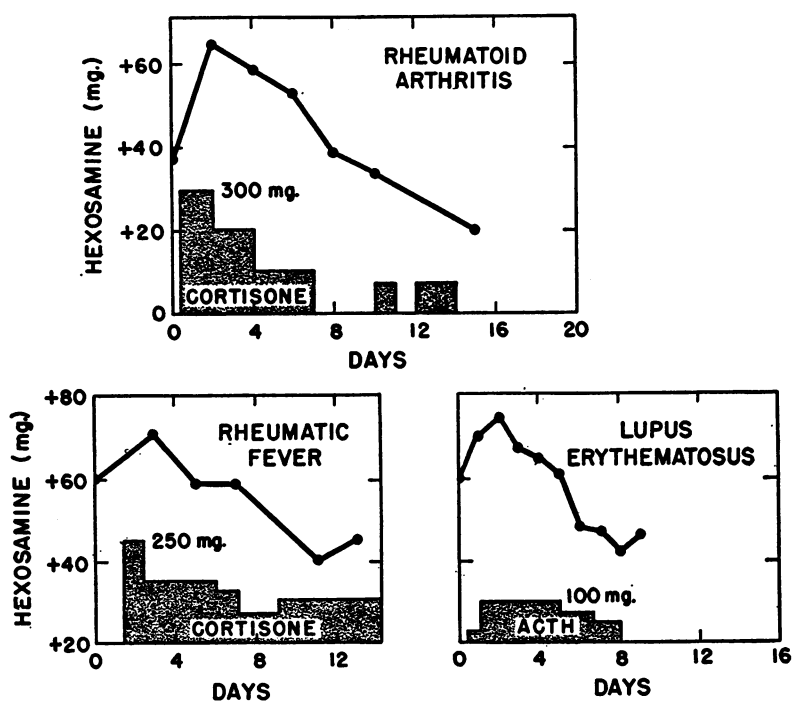 RHEUMATOID
ARTHRITIS
HEXOSAMINE (mg.)
+60
+40
+20
0
300 mg.
CORTISONE
0 4 8 12 16 20
DAYS
RHEUMATIC
FEVER
HEXOSAMINE (mg.)
+80
+60
+40
+20
250 mg.
CORTISONE
0 4 8 12
DAYS
LUPUS
ERYTHEMATOSUS
100 mg.
ACTH
0 4 8 12 16
DAYS